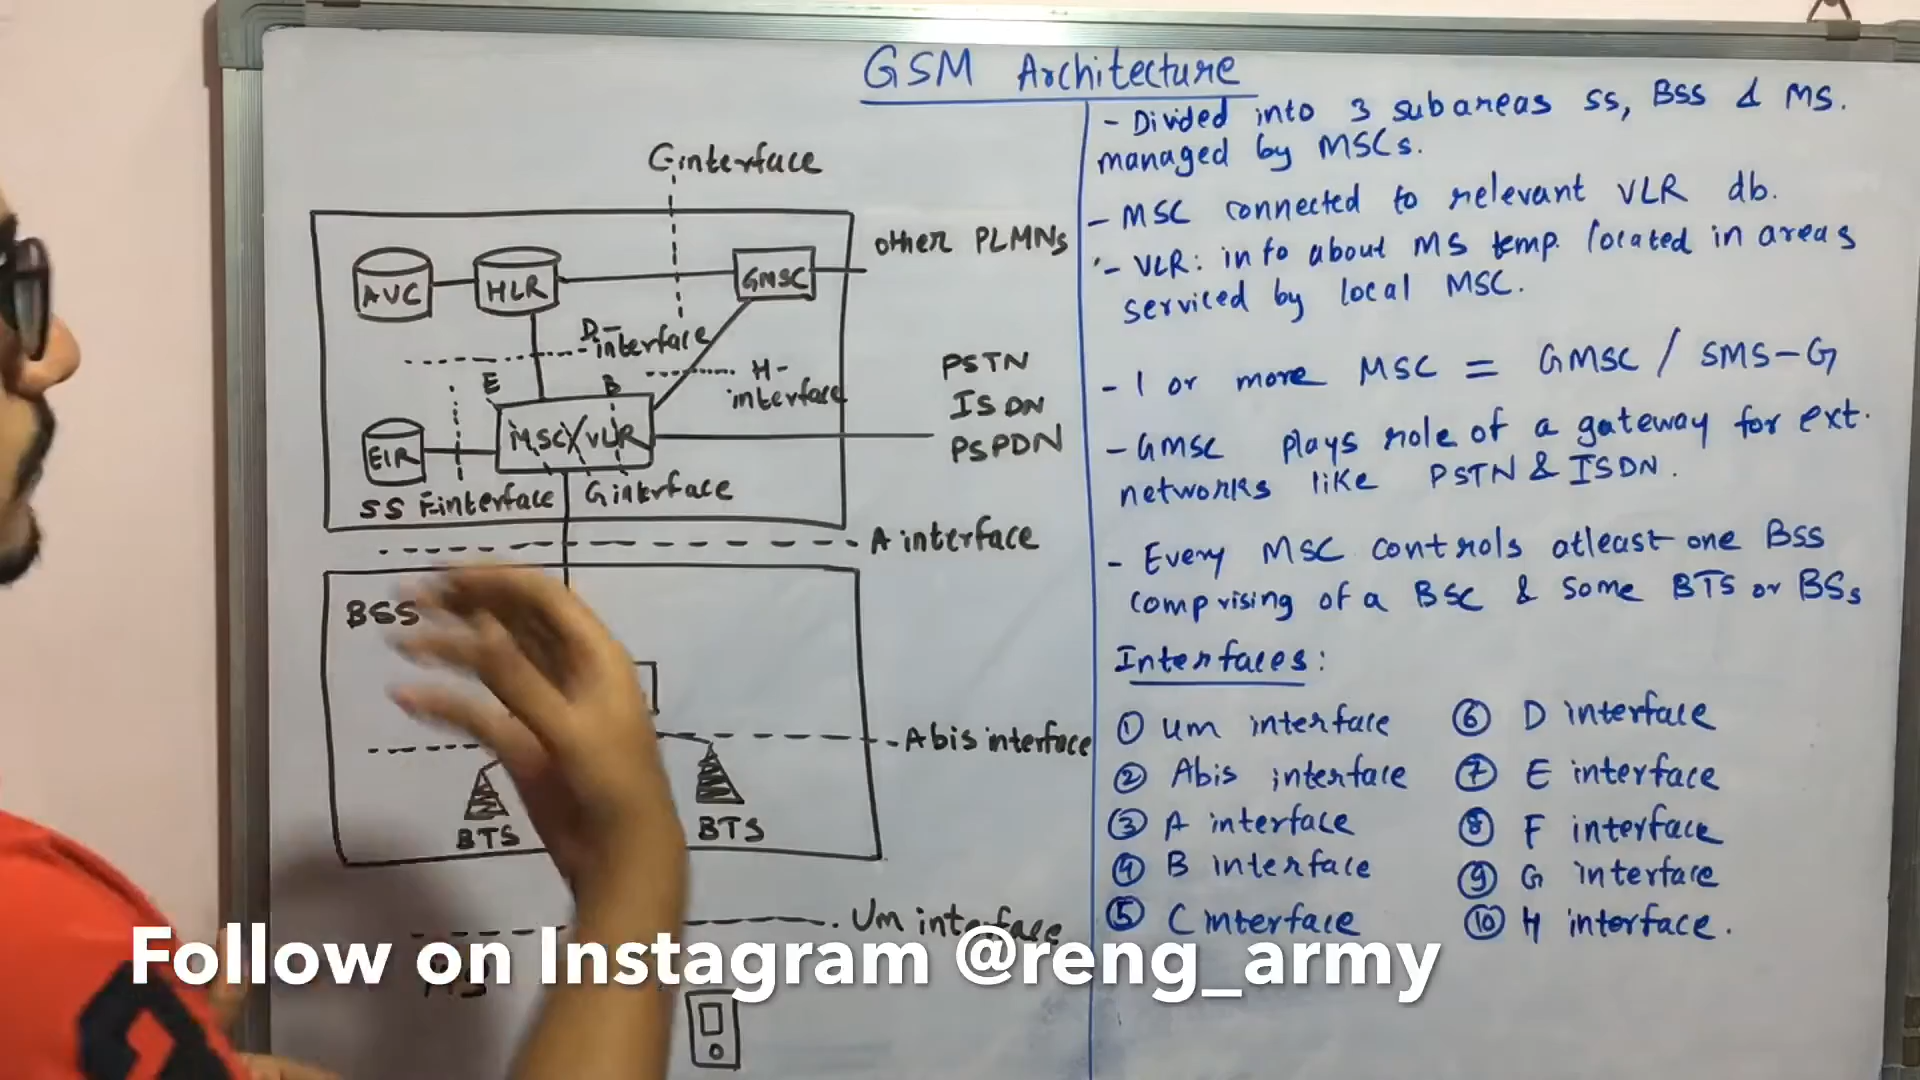 GSM Architecture
C interface
other PLMNs
AUC
HLR
GMSC
D-
interface
H-
interface
E
B
PSTN
ISDN
PSPDN
EIR
MSC
VLR
SS
F interface
G interface
A interface
BSS
Abis interface
BTS
BTS
Um interface
MS
- Divided into 3 subareas SS, BSS & MS.
managed by MSCs.
- MSC connected to relevant VLR db.
- VLR: info about MS temp. located in areas
serviced by local MSC.
- 1 or more MSC = GMSC / SMS-G
- GMSC plays role of a gateway for ext.
networks like PSTN & ISDN.
- Every MSC controls atleast one BSS
comprising of a BSC & some BTS or BSs
Interfaces:
① Um interface
② Abis interface
③ A interface
④ B interface
⑤ C interface
⑥ D interface
⑦ E interface
⑧ F interface
⑨ G interface
⑩ H interface.
Follow on Instagram @reng_army